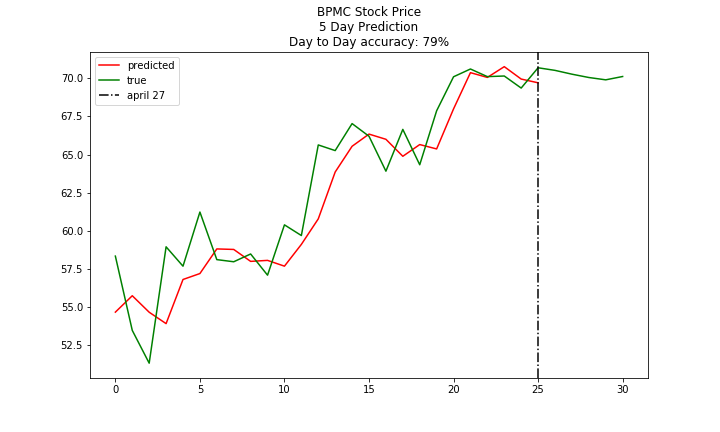 BPMC Stock Price
5 Day Prediction
Day to Day accuracy: 79%
predicted
true
april 27
70.0
67.5
65.0
62.5
60.0
57.5
55.0
52.5
0 5 10 15 20 25 30